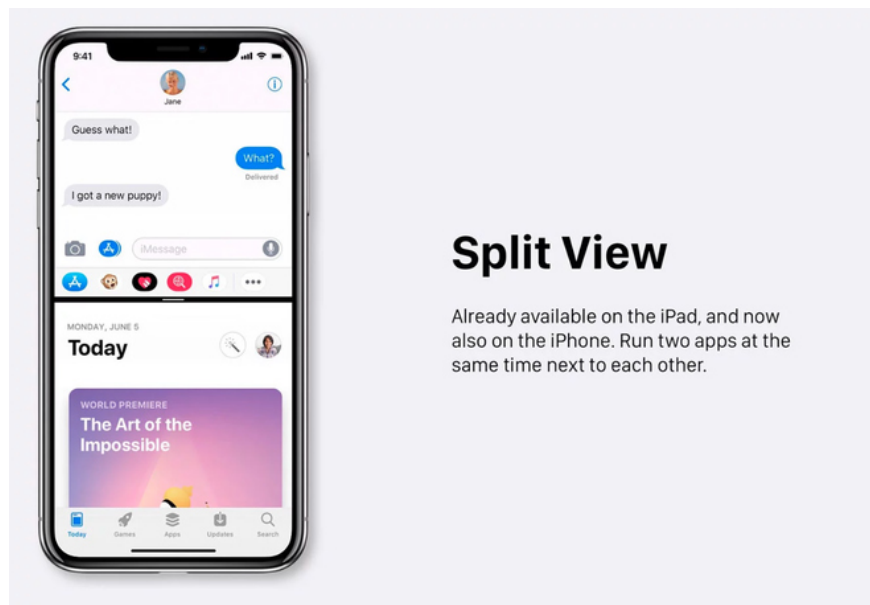 9:41
Jane
Guess what!
What?
Delivered
I got a new puppy!
iMessage
MONDAY, JUNE 5
Today
WORLD PREMIERE
The Art of the
Impossible
Today Games Apps Updates Search
Split View
Already available on the iPad, and now
also on the iPhone. Run two apps at the
same time next to each other.